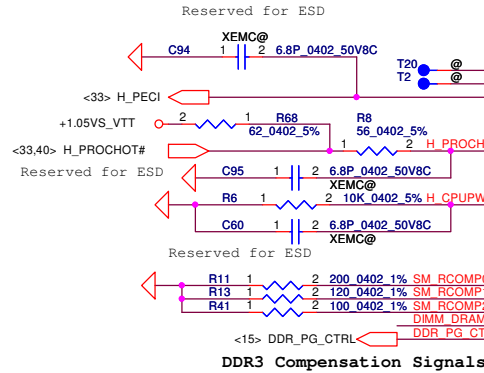 Reserved for ESD
XEMC@
C94 1 2 6.8P_0402_50V8C
T20 @
T2 @
<33> H_PECI
+1.05VS_VTT 2 1 R68 R8
62_0402_5% 56_0402_5%
<33,40> H_PROCHOT# 1 2 H_PROCH
Reserved for ESD C95 1 2 6.8P_0402_50V8C
XEMC@
R6 1 2 10K_0402_5% H_CPUPW
C60 1 2 6.8P_0402_50V8C
XEMC@
Reserved for ESD
R11 1 2 200_0402_1% SM_RCOMP0
R13 1 2 120_0402_1% SM_RCOMP1
R41 1 2 100_0402_1% SM_RCOMP2
DIMM_DRAM
<15> DDR_PG_CTRL DDR_PG_CT
DDR3 Compensation Signals